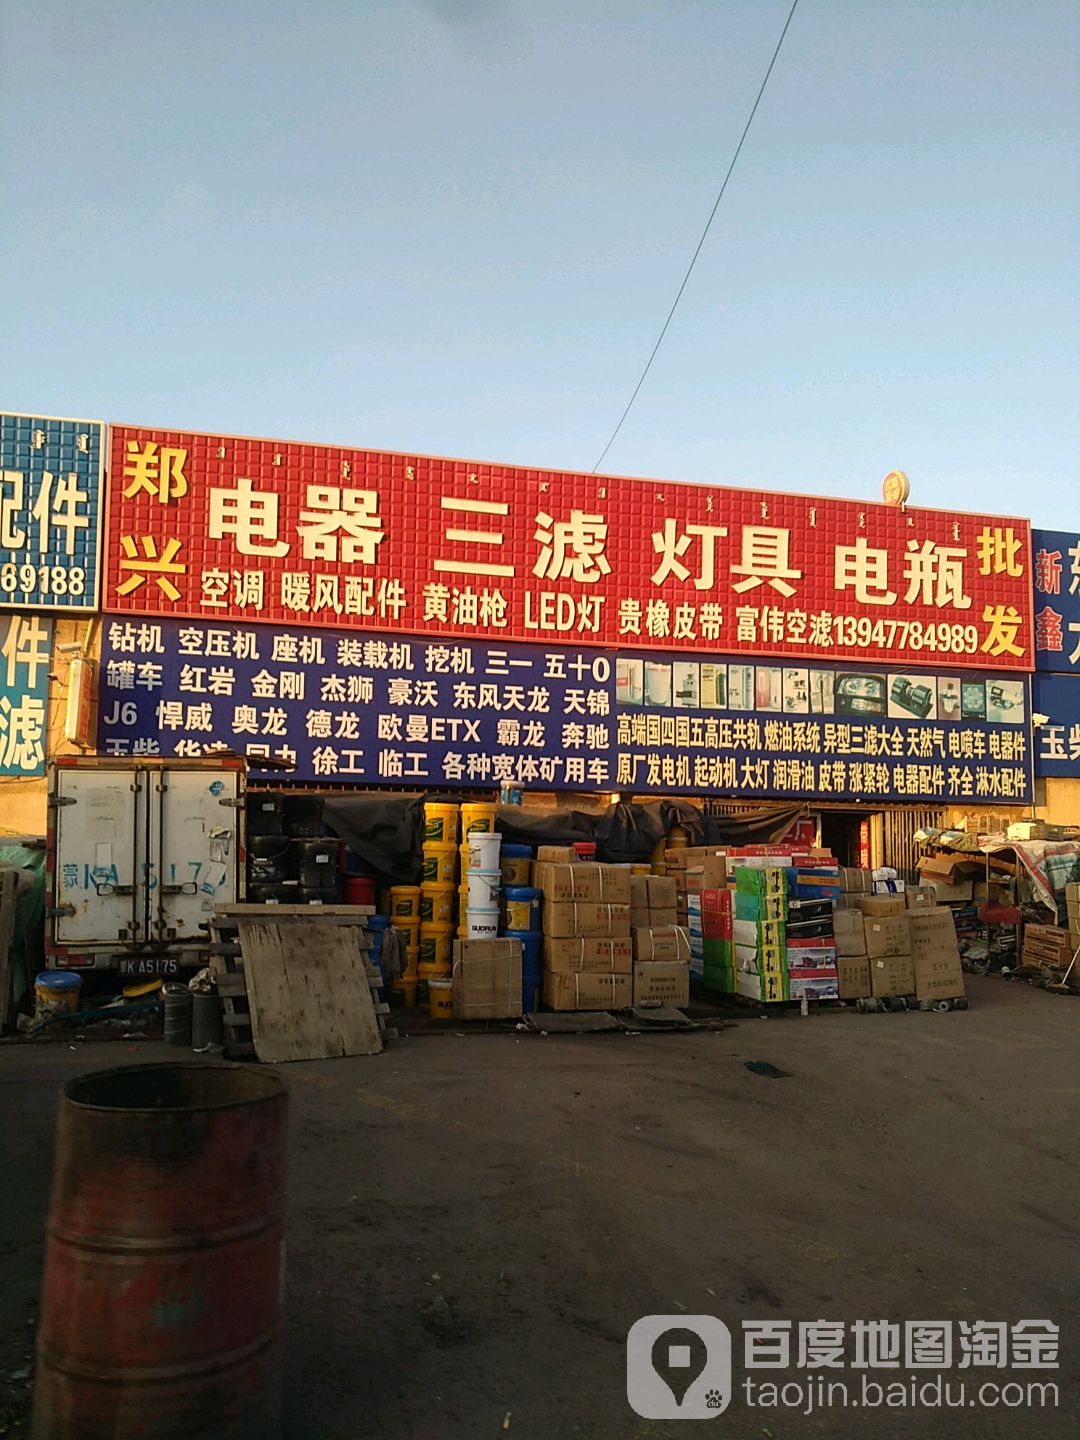 配件
69188
件
滤
郑兴
电器 三滤 灯具 电瓶
批发
空调 暖风配件 黄油枪 LED灯 贵橡皮带 富伟空滤13947784989
钻机 空压机 座机 装载机 挖机 三一 五十O
罐车 红岩 金刚 杰狮 豪沃 东风天龙 天锦
J6 悍威 奥龙 德龙 欧曼ETX 霸龙 奔驰
玉柴 徐工 临工 各种宽体矿用车
高端国四国五高压共轨 燃油系统 异型三滤大全 天然气 电喷车 电器件
原厂发电机 起动机 大灯 润滑油 皮带 涨紧轮 电器配件 齐全 淋水配件
新鑫
玉柴
蒙KA5175
KA5175
百度地图淘金
taojin.baidu.com